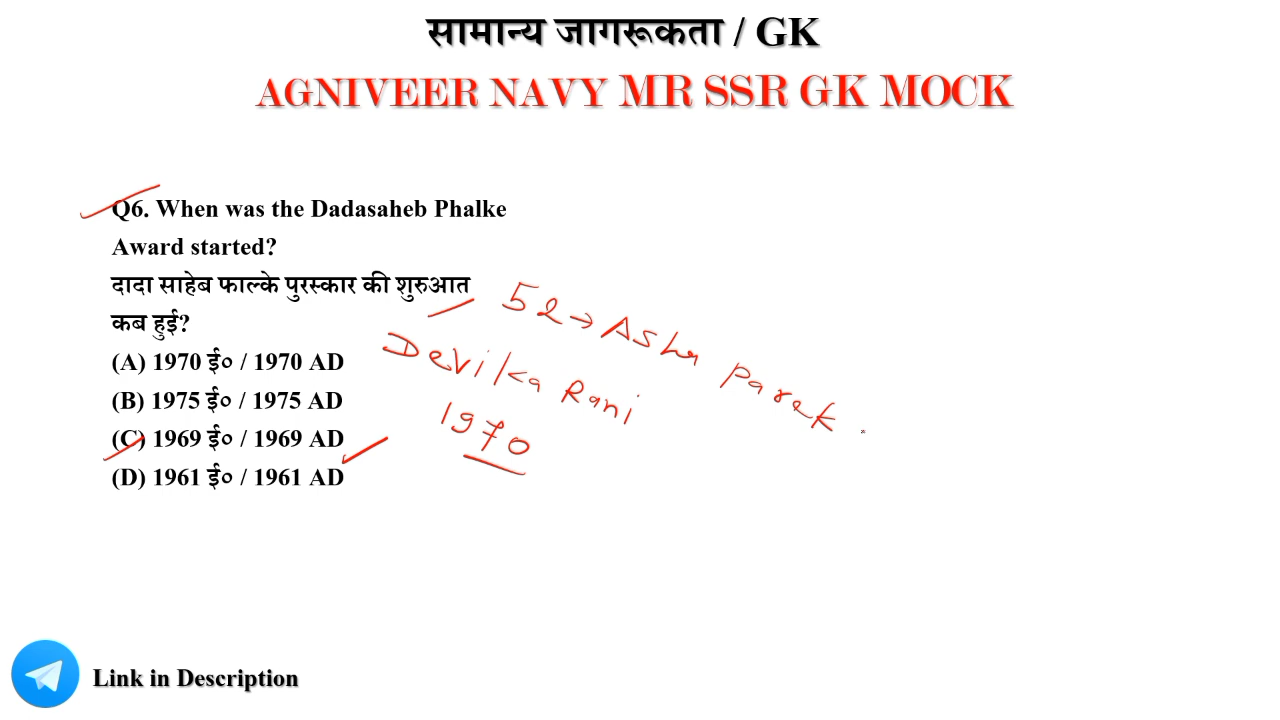 सामान्य जागरूकता / GK
AGNIVEER NAVY MR SSR GK MOCK
Q6. When was the Dadasaheb Phalke
Award started?
दादा साहेब फाल्के पुरस्कार की शुरुआत
कब हुई?
(A) 1970 ई० / 1970 AD
(B) 1975 ई० / 1975 AD
(C) 1969 ई० / 1969 AD
(D) 1961 ई० / 1961 AD
52 → Asha Parek
Devika Rani
1970
Link in Description